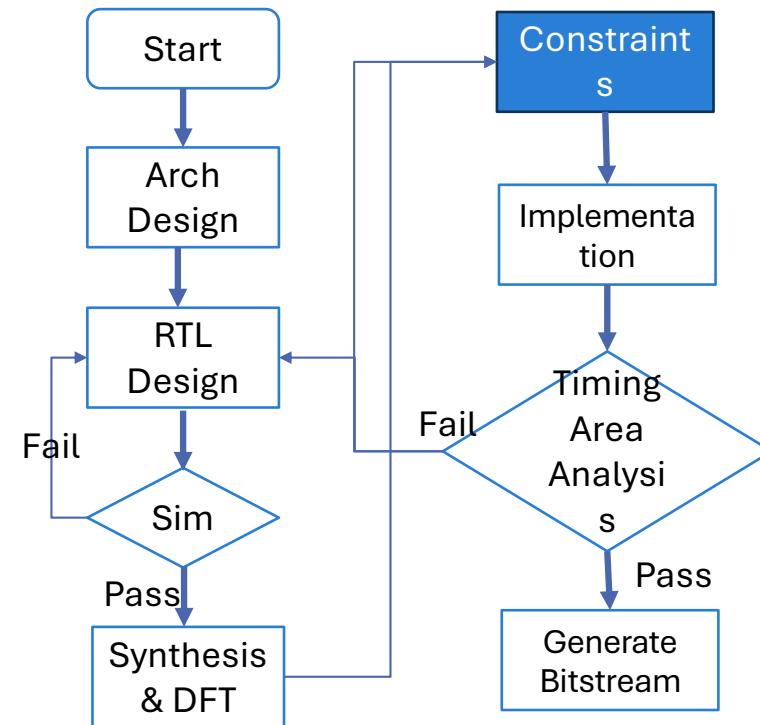 Start
Arch
Design
RTL
Design
Fail
Sim
Pass
Synthesis
& DFT
Constraint
s
Implementa
tion
Timing
Area
Analysi
s
Fail
Pass
Generate
Bitstream